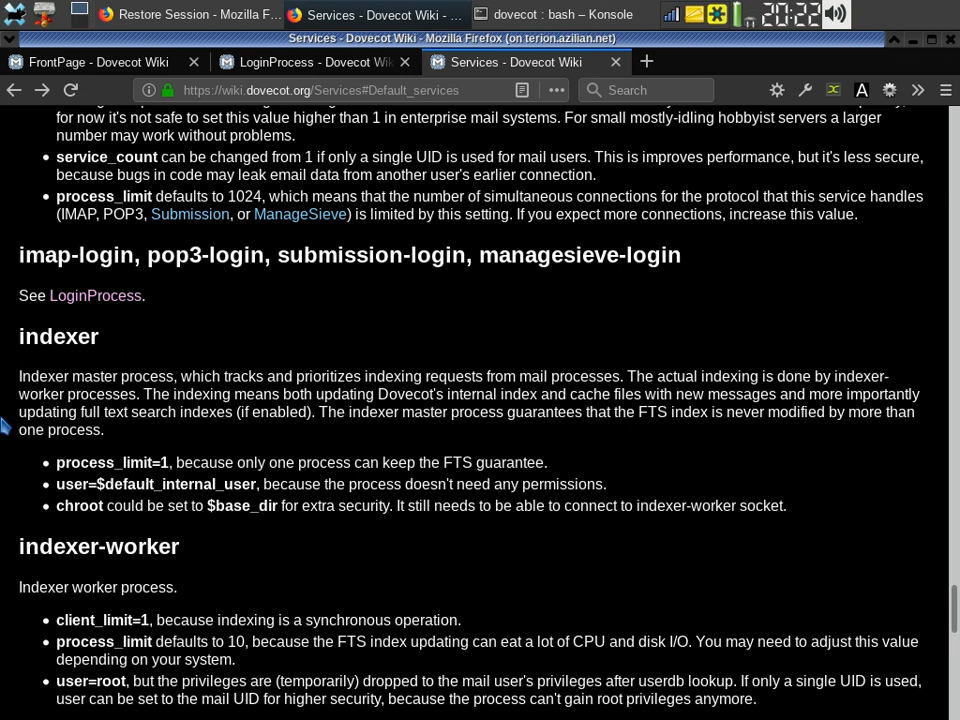 Restore Session - Mozilla F...
Services - Dovecot Wiki - ...
dovecot : bash – Konsole
20:22
Services - Dovecot Wiki - Mozilla Firefox (on terion.azilian.net)
FrontPage - Dovecot Wiki
LoginProcess - Dovecot Wik
Services - Dovecot Wiki
https://wiki.dovecot.org/Services#Default_services
Search
A
for now it's not safe to set this value higher than 1 in enterprise mail systems. For small mostly-idling hobbyist servers a larger
number may work without problems.
service_count can be changed from 1 if only a single UID is used for mail users. This is improves performance, but it's less secure,
because bugs in code may leak email data from another user's earlier connection.
process_limit defaults to 1024, which means that the number of simultaneous connections for the protocol that this service handles
(IMAP, POP3, Submission, or ManageSieve) is limited by this setting. If you expect more connections, increase this value.
imap-login, pop3-login, submission-login, managesieve-login
See LoginProcess.
indexer
Indexer master process, which tracks and prioritizes indexing requests from mail processes. The actual indexing is done by indexer-
worker processes. The indexing means both updating Dovecot's internal index and cache files with new messages and more importantly
updating full text search indexes (if enabled). The indexer master process guarantees that the FTS index is never modified by more than
one process.
process_limit=1, because only one process can keep the FTS guarantee.
user=$default_internal_user, because the process doesn't need any permissions.
chroot could be set to $base_dir for extra security. It still needs to be able to connect to indexer-worker socket.
indexer-worker
Indexer worker process.
client_limit=1, because indexing is a synchronous operation.
process_limit defaults to 10, because the FTS index updating can eat a lot of CPU and disk I/O. You may need to adjust this value
depending on your system.
user=root, but the privileges are (temporarily) dropped to the mail user's privileges after userdb lookup. If only a single UID is used,
user can be set to the mail UID for higher security, because the process can't gain root privileges anymore.